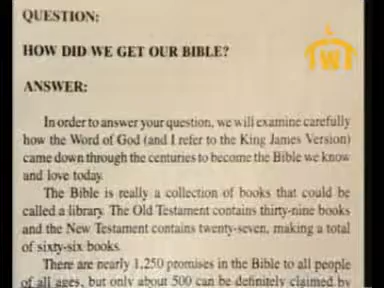 QUESTION:
HOW DID WE GET OUR BIBLE?
W
ANSWER:
In order to answer your question, we will examine carefully
how the Word of God (and I refer to the King James Version)
came down through the centuries to become the Bible we know
and love today.
The Bible is really a collection of books that could be
called a library. The Old Testament contains thirty-nine books
and the New Testament contains twenty-seven, making a total
of sixty-six books.
There are nearly 1,250 promises in the Bible to all people
of all ages, but only about 500 can be definitely claimed by